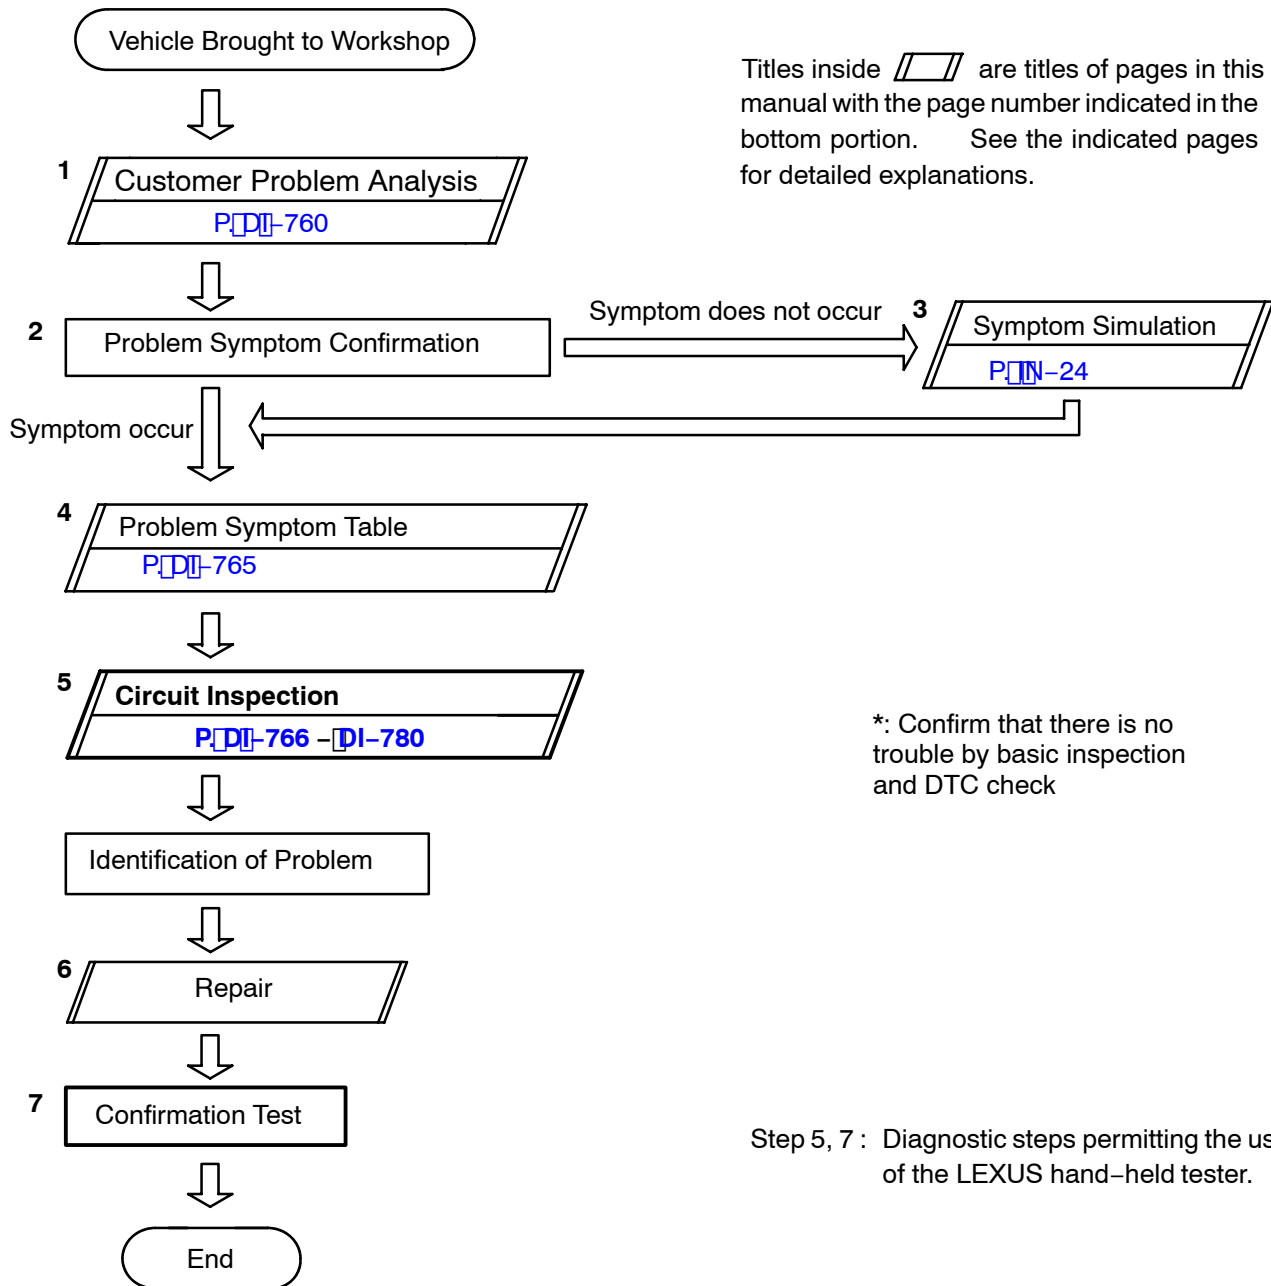 Vehicle Brought to Workshop
Titles inside are titles of pages in this
manual with the page number indicated in the
bottom portion. See the indicated pages
for detailed explanations.
1
Customer Problem Analysis
P. DI–760
2
Problem Symptom Confirmation
Symptom does not occur
3
Symptom Simulation
P. IN–24
Symptom occur
4
Problem Symptom Table
P. DI–765
5
Circuit Inspection
P. DI–766 – DI–780
*: Confirm that there is no
trouble by basic inspection
and DTC check
Identification of Problem
6
Repair
7
Confirmation Test
Step 5, 7 : Diagnostic steps permitting the us
of the LEXUS hand–held tester.
End